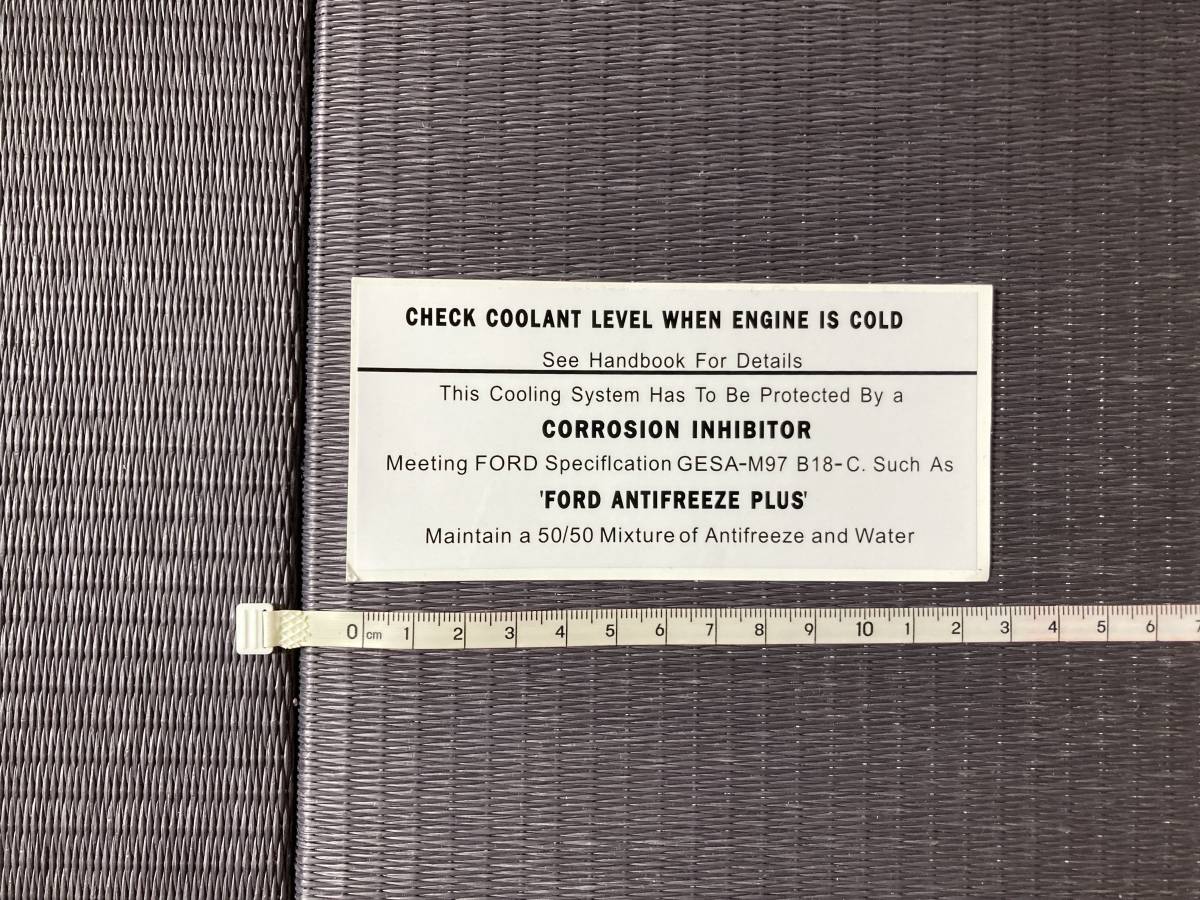 CHECK COOLANT LEVEL WHEN ENGINE IS COLD
See Handbook For Details
This Cooling System Has To Be Protected By a
CORROSION INHIBITOR
Meeting FORD Speciflcation GESA-M97 B18-C. Such As
'FORD ANTIFREEZE PLUS'
Maintain a 50/50 Mixture of Antifreeze and Water
0 cm 1 2 3 4 5 6 7 8 9 10 1 2 3 4 5 6 7